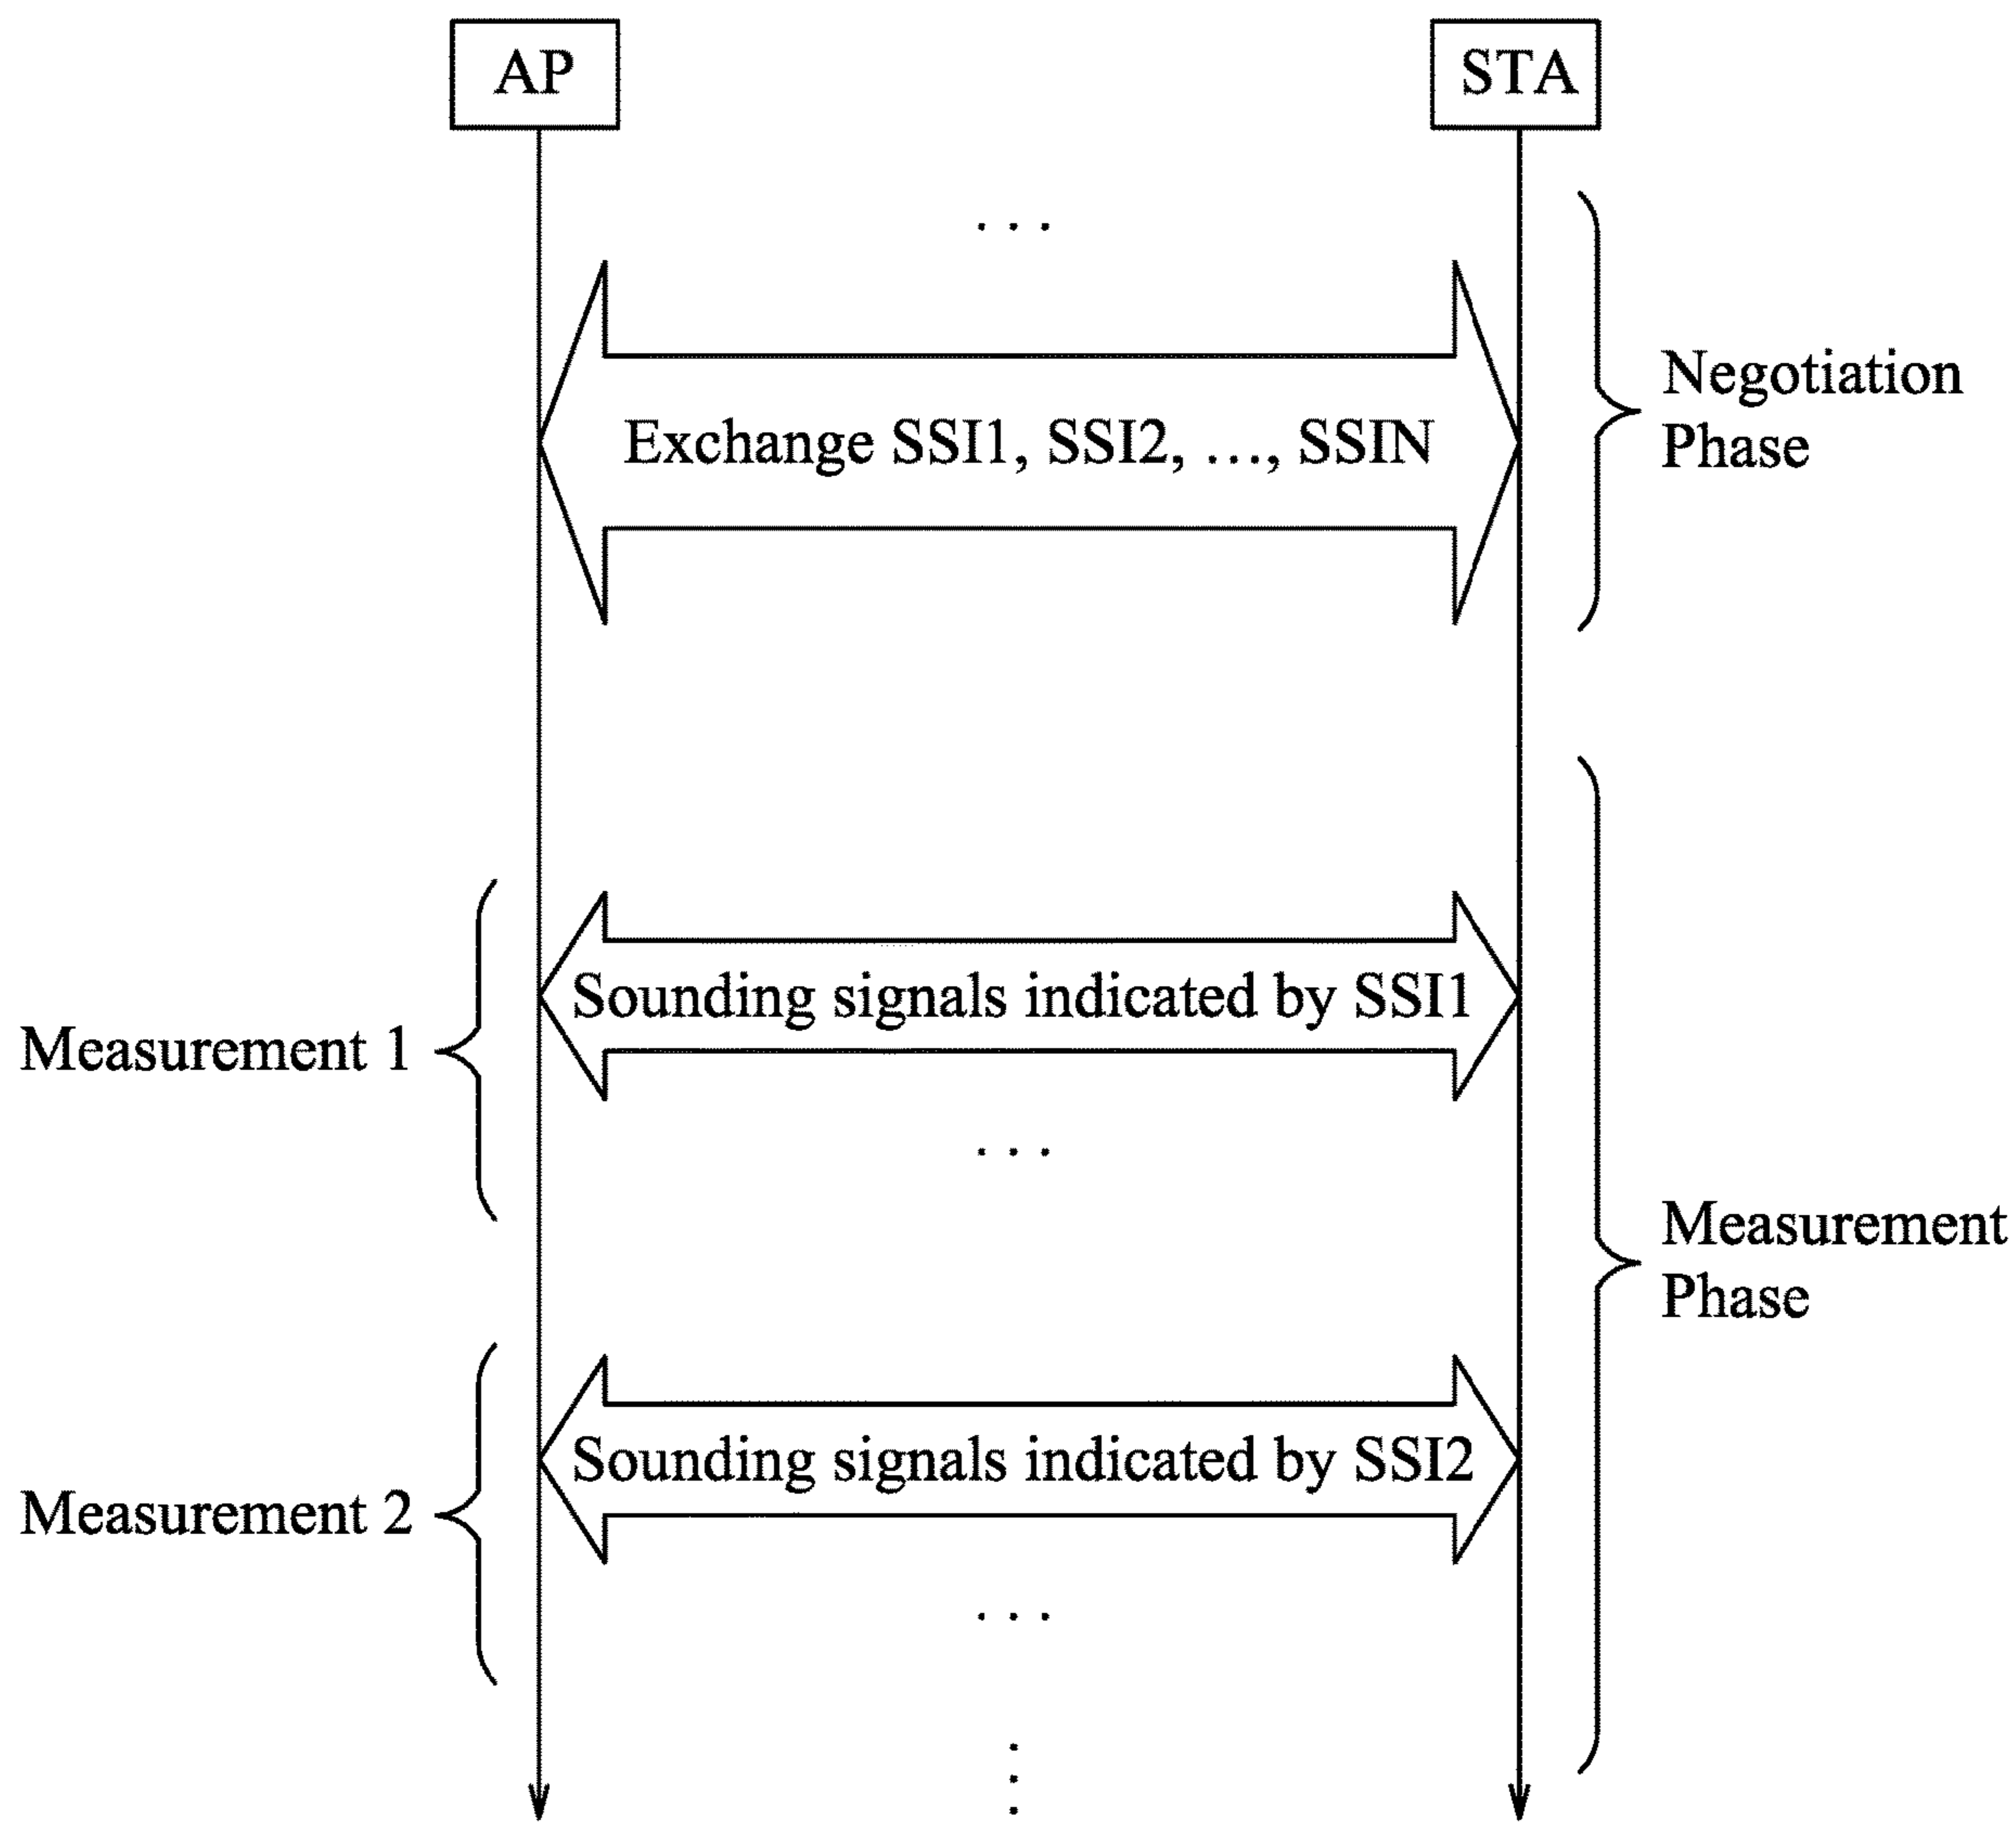 AP
STA
. . .
Exchange SSI1, SSI2, ..., SSIN
Negotiation
Phase
Sounding signals indicated by SSI1
Measurement 1
. . .
Measurement
Phase
Sounding signals indicated by SSI2
Measurement 2
. . .